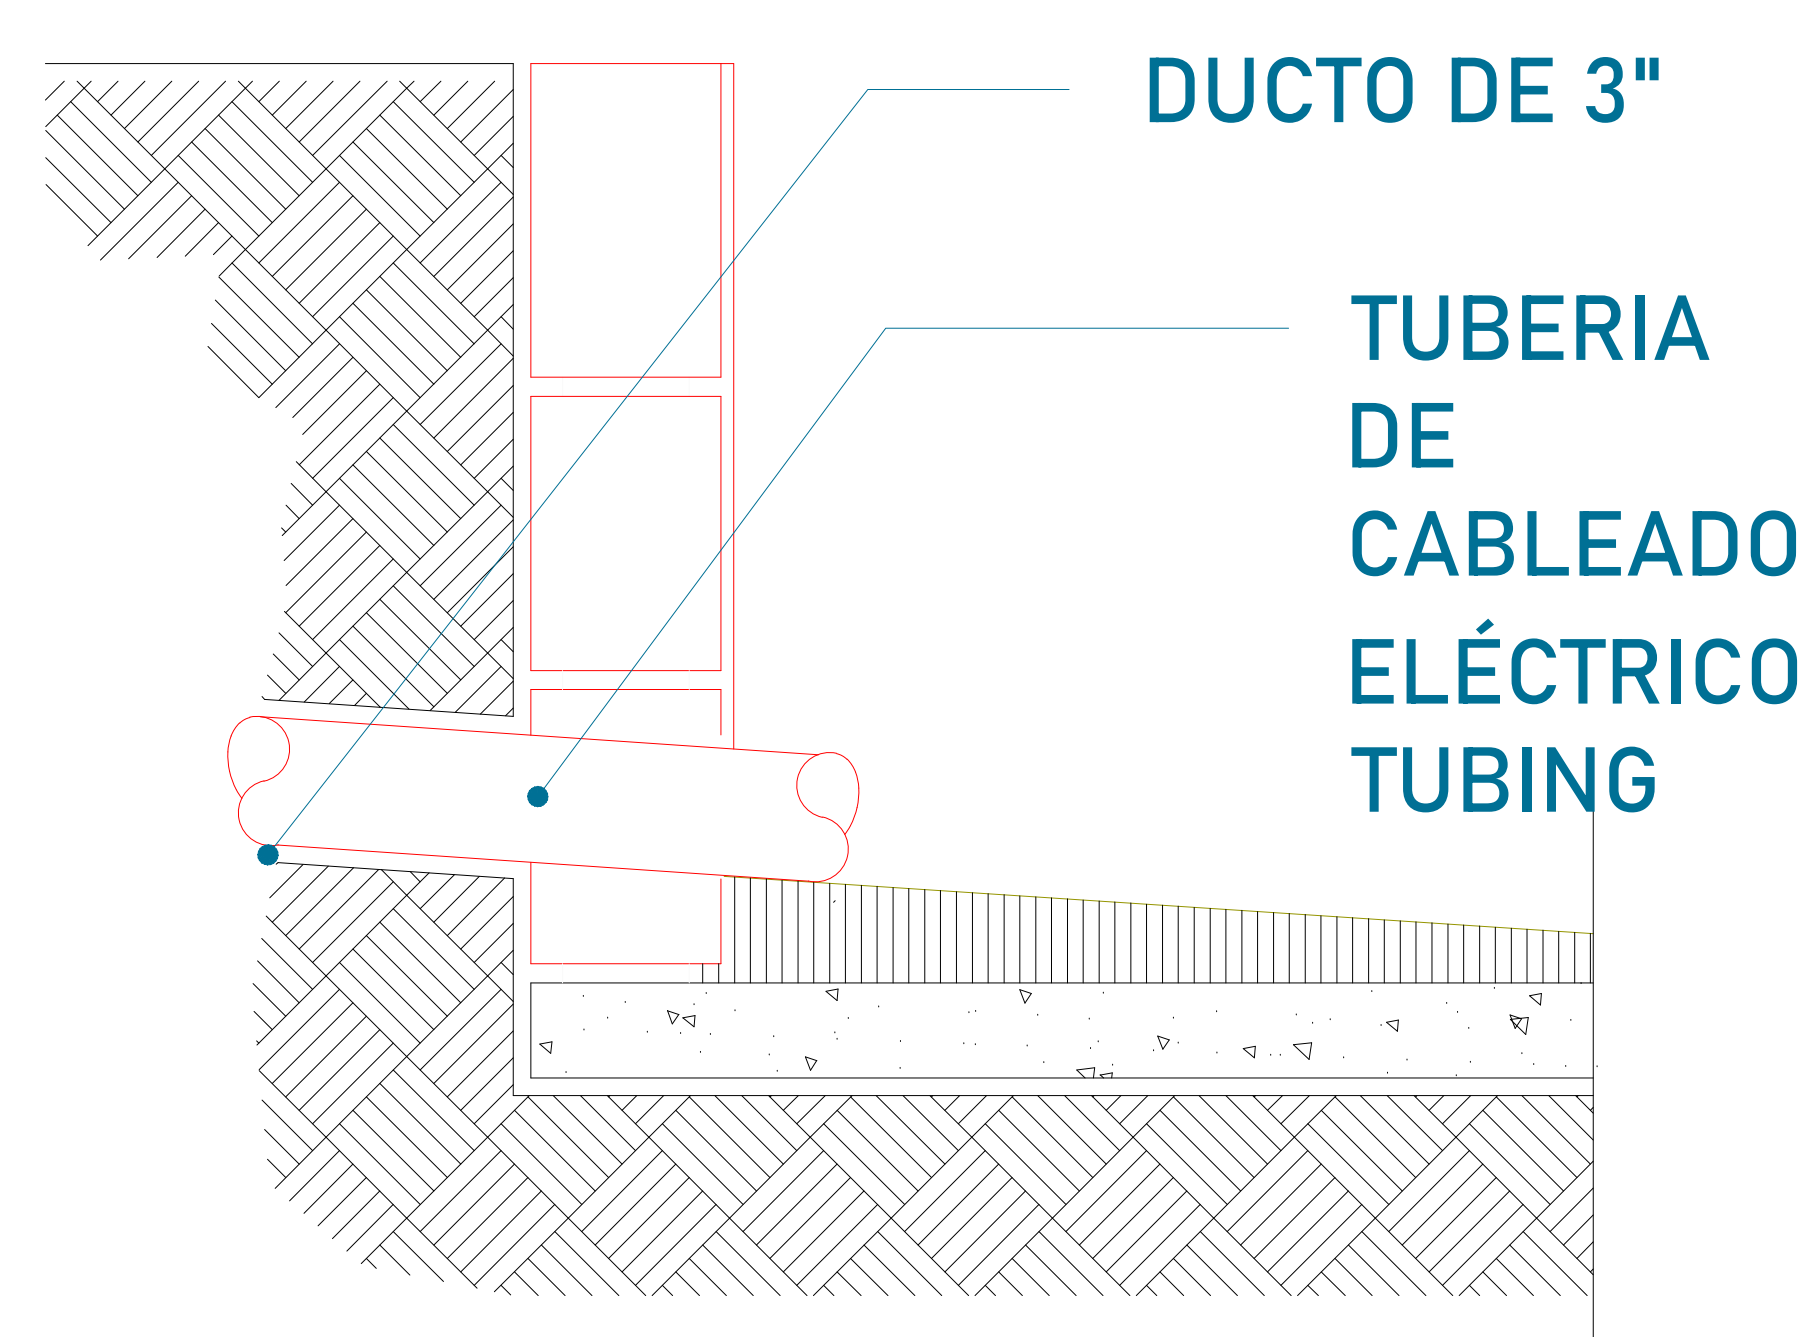 DUCTO DE 3"
TUBERIA
DE
CABLEADO
ELÉCTRICO
TUBING